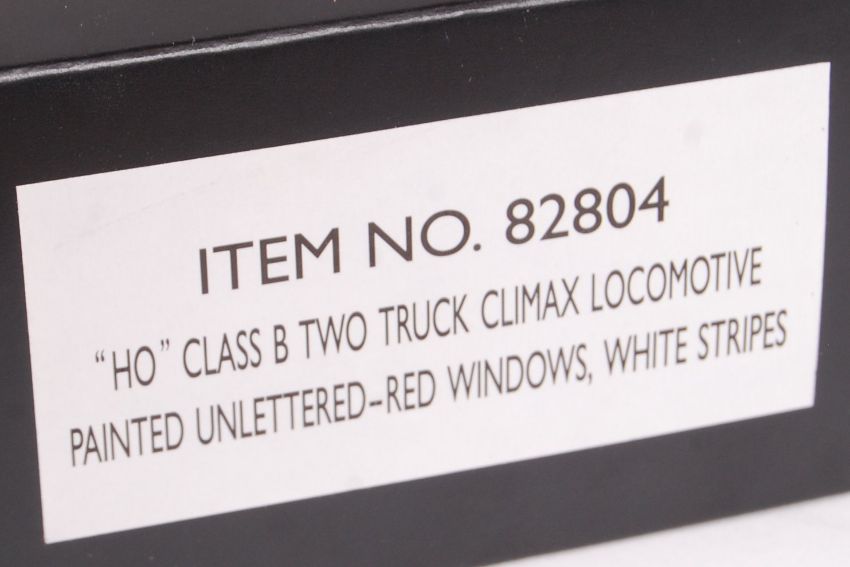 ITEM NO. 82804
“HO” CLASS B TWO TRUCK CLIMAX LOCOMOTIVE
PAINTED UNLETTERED-RED WINDOWS, WHITE STRIPES